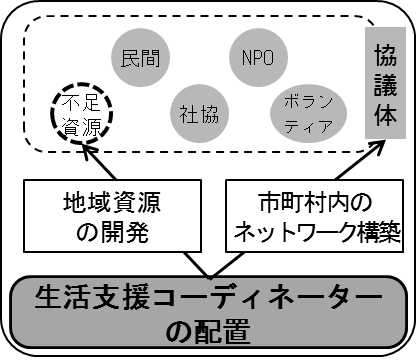 民間
NPO
協議体
不足
資源
社協
ボラン
ティア
地域資源
の開発
市町村内の
ネットワーク構築
生活支援コーディネーター
の配置